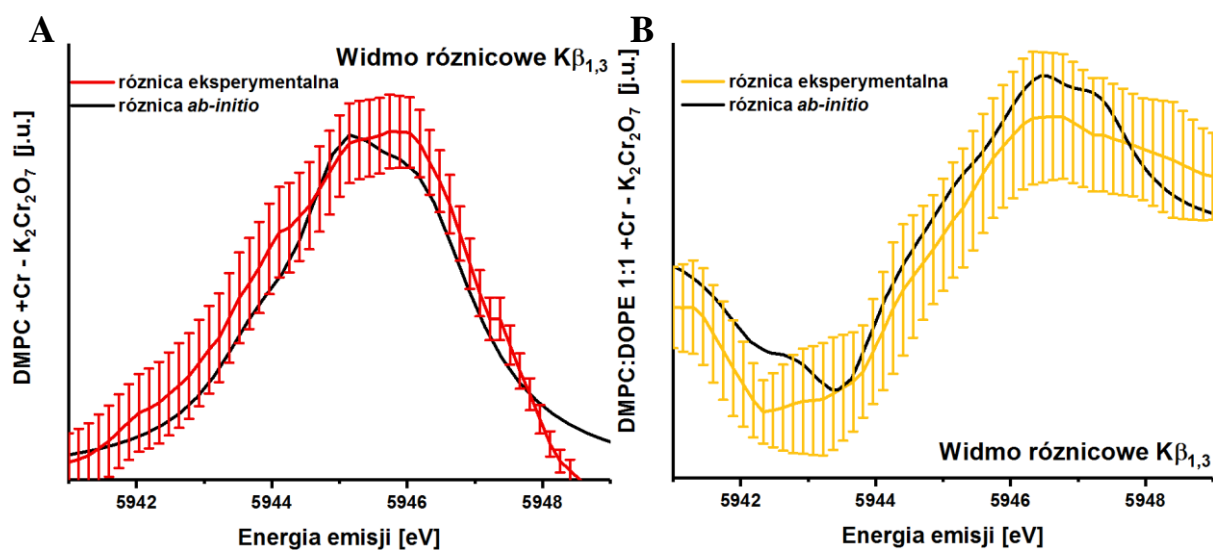 A
Widmo róznicowe Kβ1,3
róznica eksperymentalna
róznica ab-initio
DMPC +Cr - K2Cr2O7 [j.u.]
5942
5944
5946
5948
Energia emisji [eV]
B
róznica eksperymentalna
róznica ab-initio
DMPC:DOPE 1:1 +Cr - K2Cr2O7 [j.u.]
Widmo róznicowe Kβ1,3
5942
5944
5946
5948
Energia emisji [eV]